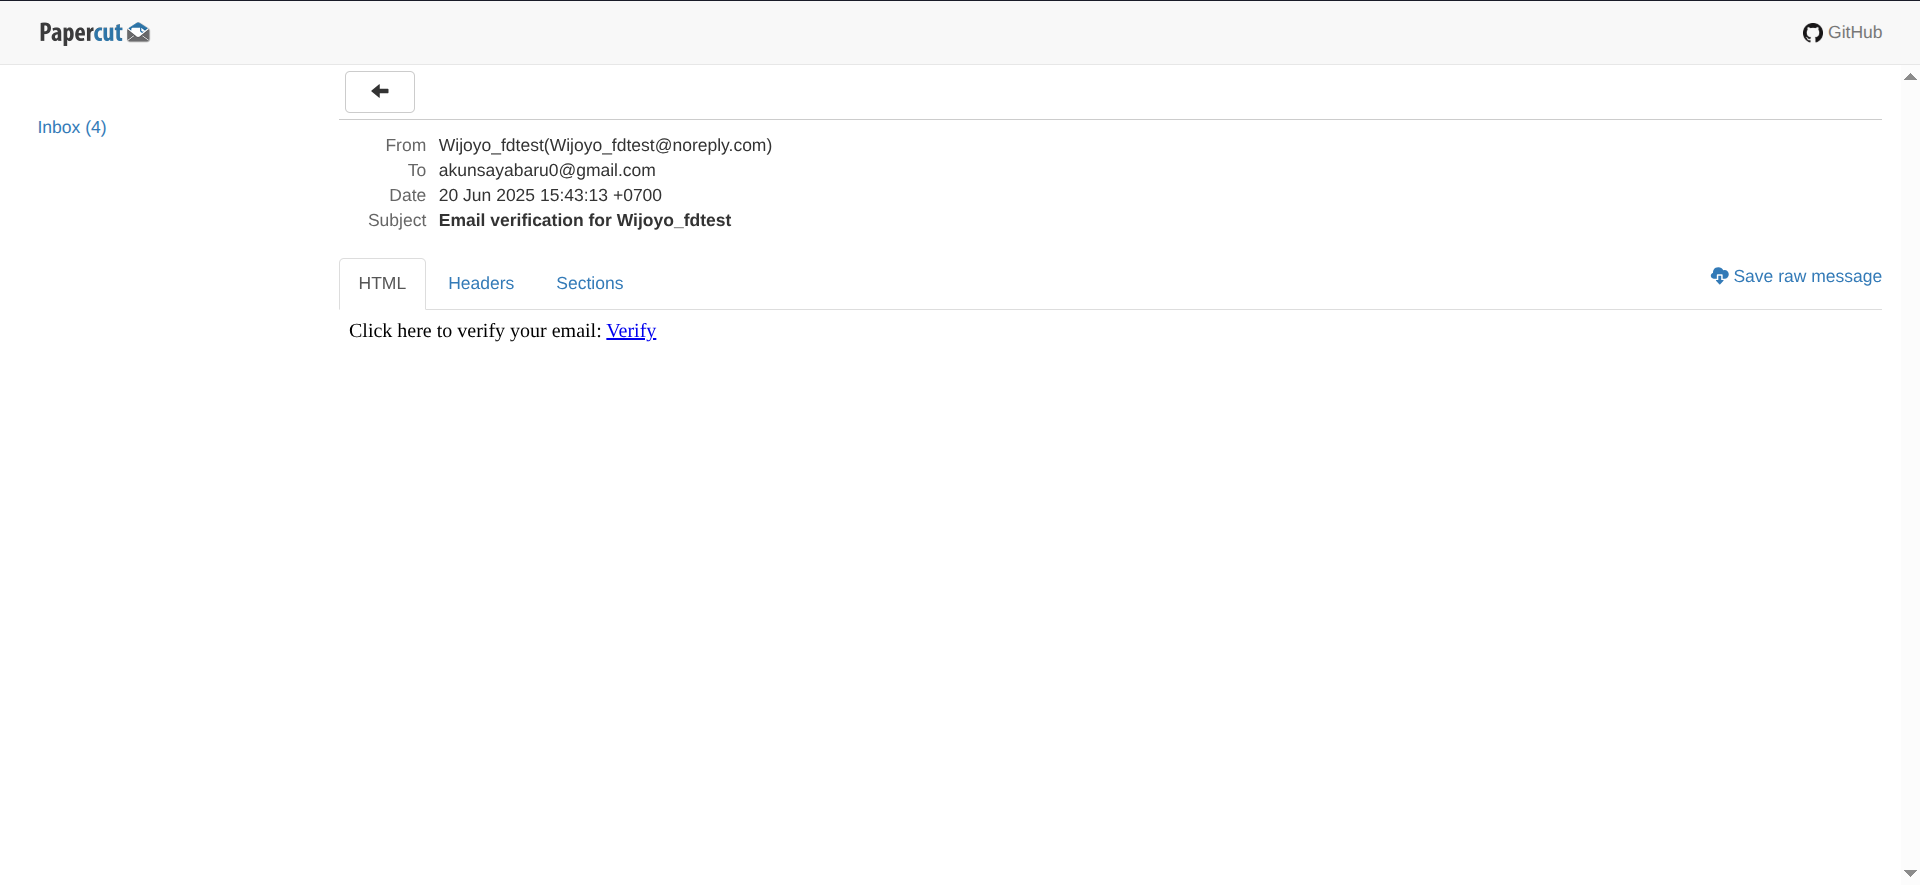 Papercut
GitHub
Inbox (4)
From Wijoyo_fdtest(Wijoyo_fdtest@noreply.com)
To akunsayabaru0@gmail.com
Date 20 Jun 2025 15:43:13 +0700
Subject Email verification for Wijoyo_fdtest
HTML Headers Sections
Save raw message
Click here to verify your email: Verify